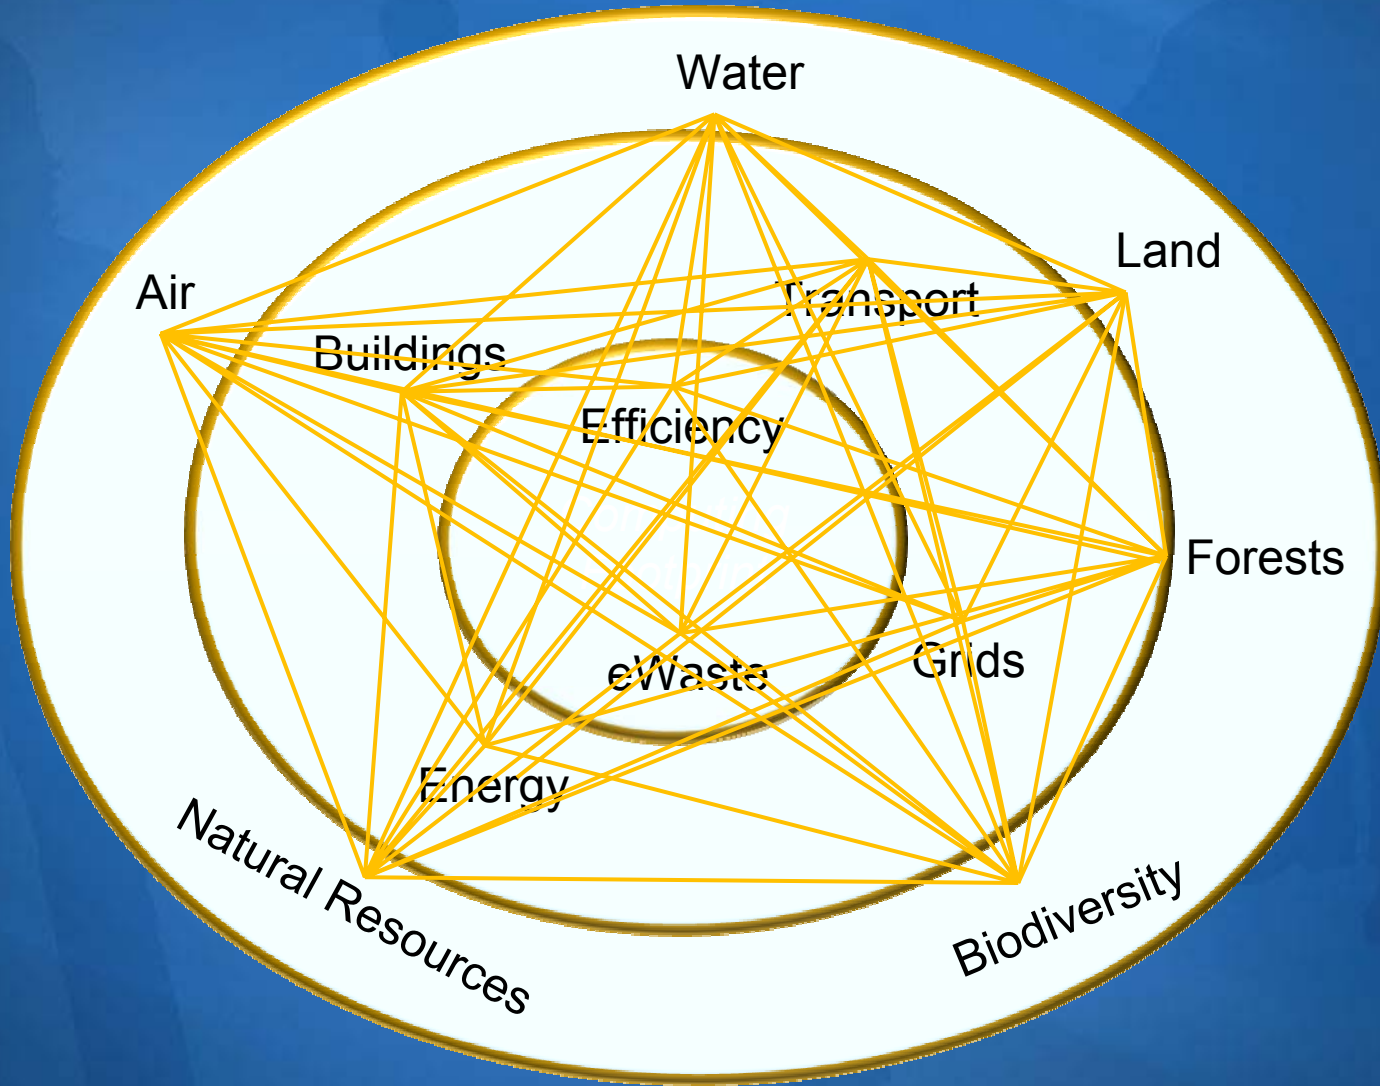 Water
Land
Air
Transport
Buildings
Efficiency
Forests
Grids
eWaste
Energy
Natural Resources
Biodiversity